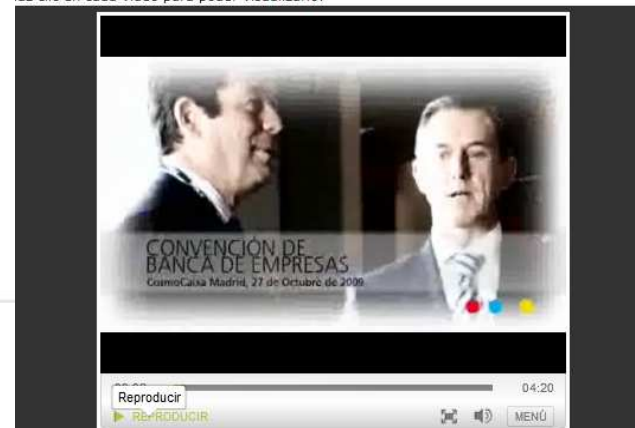 CONVENCIÓN DE
BANCA DE EMPRESAS
CosmoCaixa Madrid, 27 de Octubre de 2009
04:20
Reproducir
REPRODUCIR
MENÚ